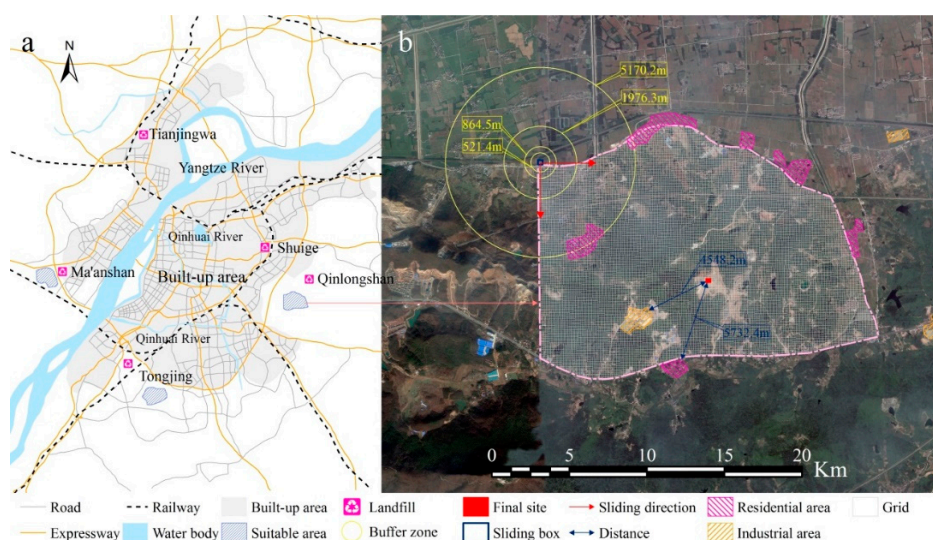 a
N
Tianjingwa
Yangtze River
Qinhuai River
Shuige
Ma'anshan
Built-up area
Qinlongshan
Qinhuai River
Tongjing
b
5170.2m
1976.3m
864.5m
521.4m
4548.2m
5732.4m
0 5 10 20
Km
Road
Railway
Built-up area
Landfill
Final site
Sliding direction
Residential area
Grid
Expressway
Water body
Suitable area
Buffer zone
Sliding box
Distance
Industrial area